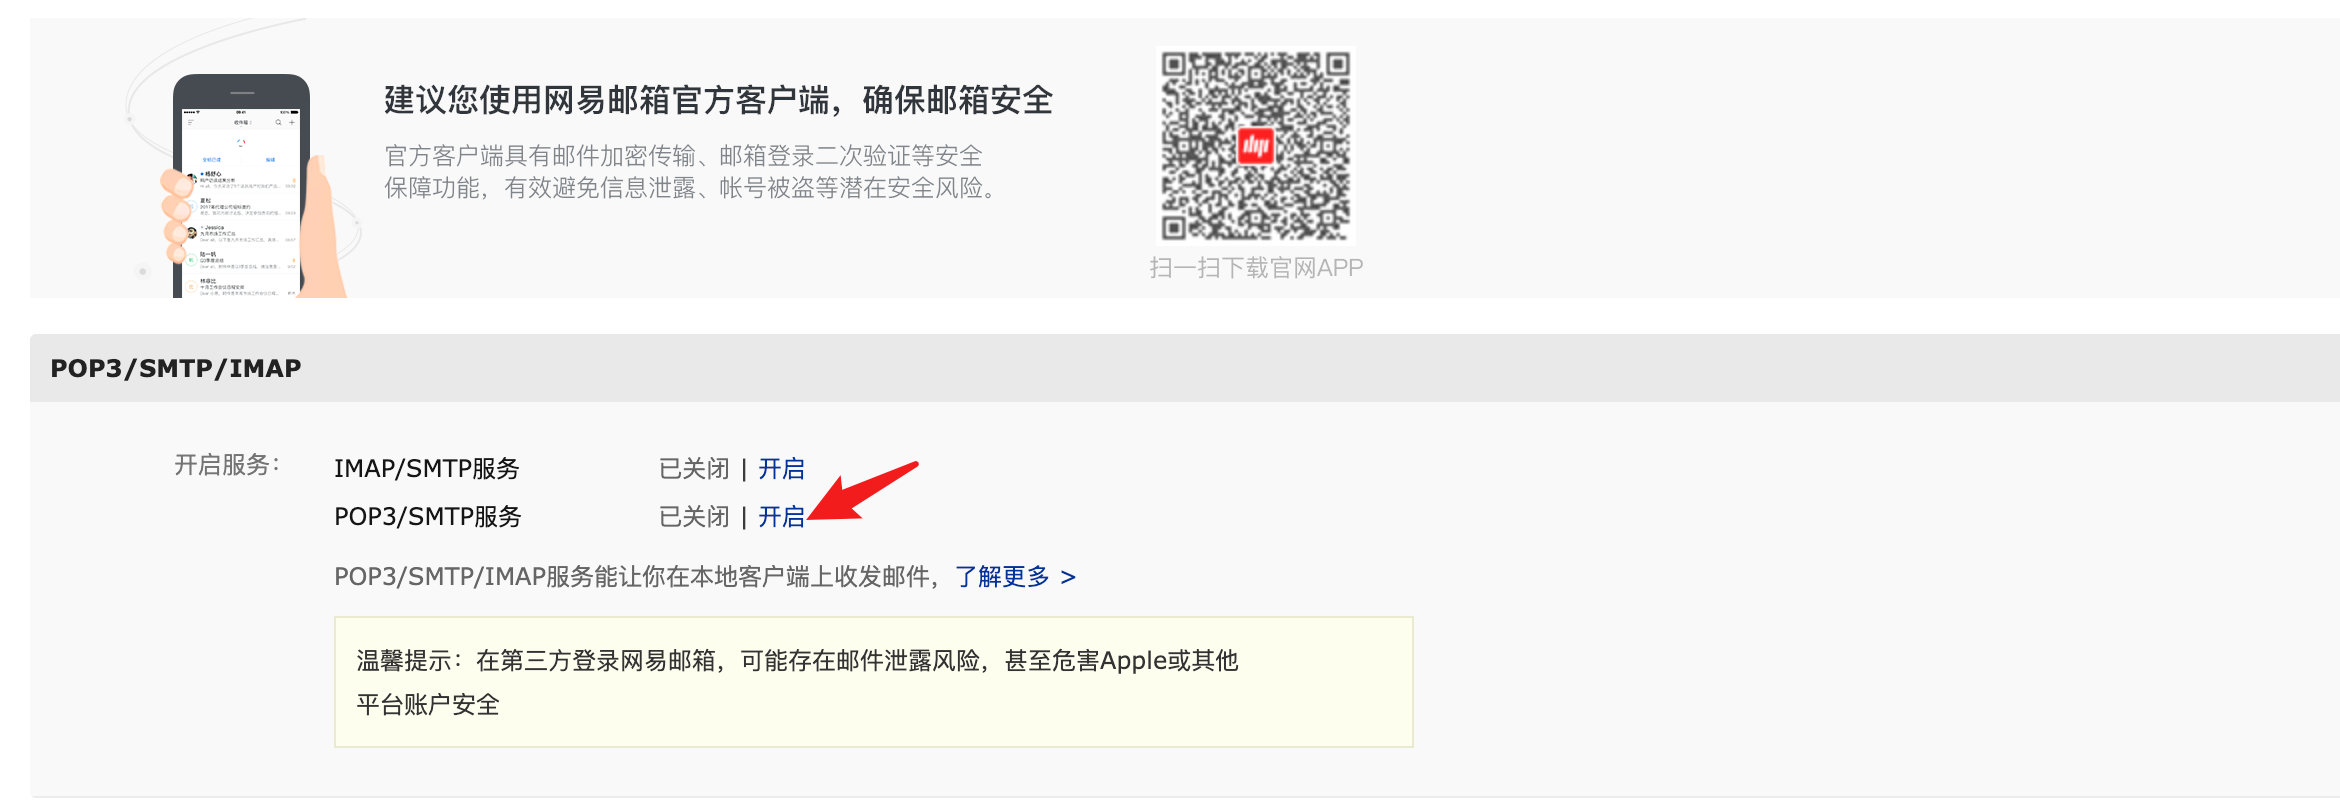 建议您使用网易邮箱官方客户端，确保邮箱安全
官方客户端具有邮件加密传输、邮箱登录二次验证等安全
保障功能，有效避免信息泄露、帐号被盗等潜在安全风险。
扫一扫下载官网APP
POP3/SMTP/IMAP
开启服务：
IMAP/SMTP服务 已关闭 | 开启
POP3/SMTP服务 已关闭 | 开启
POP3/SMTP/IMAP服务能让你在本地客户端上收发邮件，了解更多 >
温馨提示：在第三方登录网易邮箱，可能存在邮件泄露风险，甚至危害Apple或其他
平台账户安全